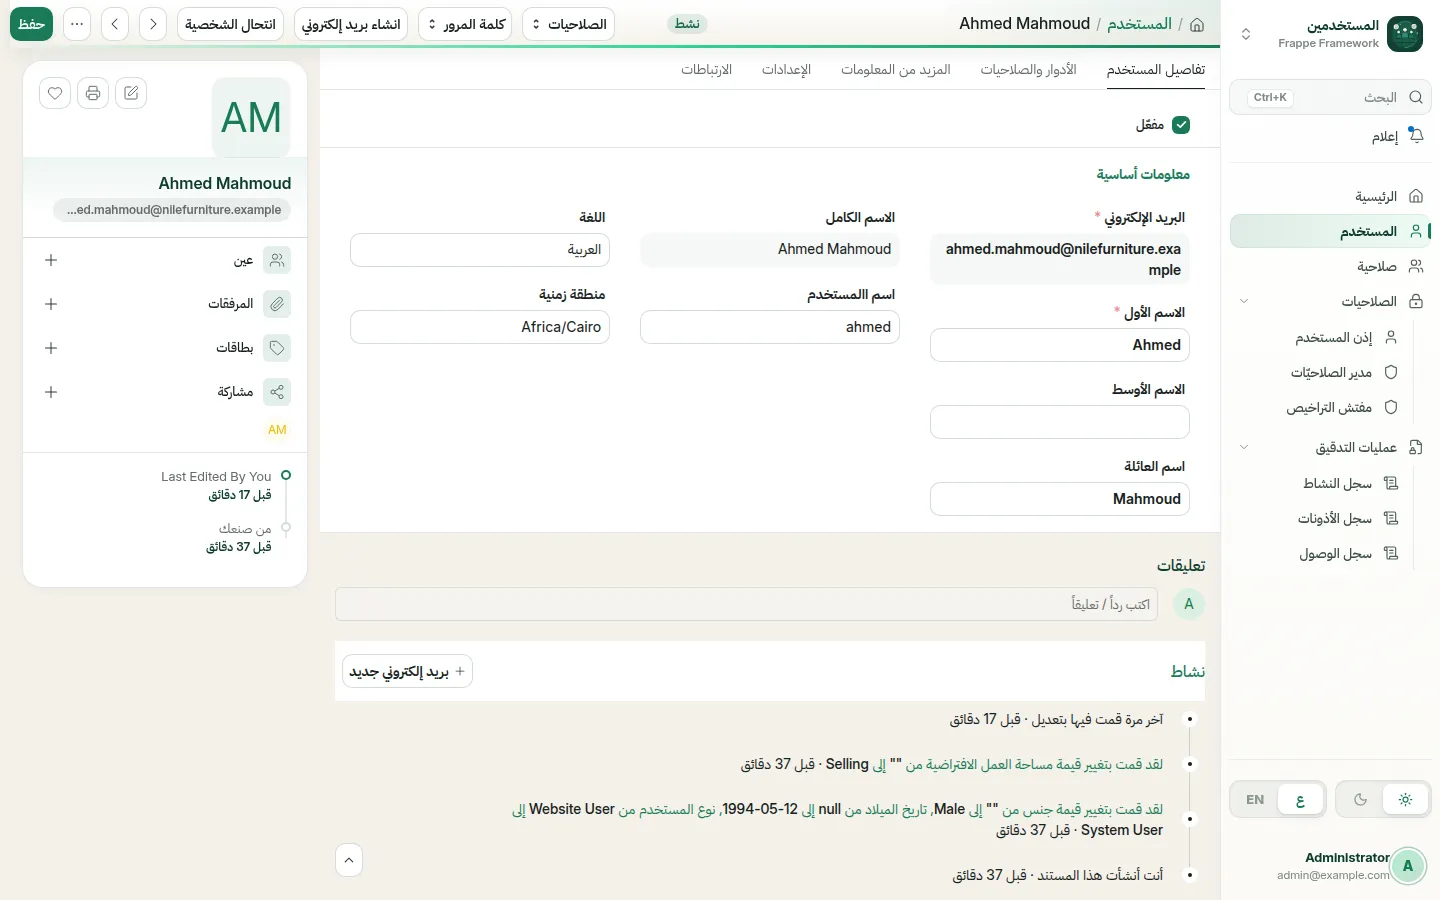 المستخدمين
Frappe Framework
البحث
Ctrl+K
إعلام
الرئيسية
المستخدم
صلاحية
الصلاحيات
إذن المستخدم
مدير الصلاحيّات
مفتش التراخيص
عمليات التدقيق
سجل النشاط
سجل الأذونات
سجل الوصول
EN
ع
Administrator
admin@example.com
A
المستخدم / Ahmed Mahmoud
نشط
الصلاحيات
كلمة المرور
انشاء بريد إلكتروني
انتحال الشخصية
حفظ
تفاصيل المستخدم
الأدوار والصلاحيات
المزيد من المعلومات
الإعدادات
الارتباطات
مفعّل
معلومات أساسية
البريد الإلكتروني *
ahmed.mahmoud@nilefurniture.exa
mple
الاسم الأول *
Ahmed
الاسم الأوسط
اسم العائلة
Mahmoud
الاسم الكامل
Ahmed Mahmoud
اسم االمستخدم
ahmed
اللغة
العربية
منطقة زمنية
Africa/Cairo
تعليقات
A
اكتب رداً / تعليقاً
نشاط
+ بريد إلكتروني جديد
آخر مرة قمت فيها بتعديل · قبل 17 دقائق
لقد قمت بتغيير قيمة مساحة العمل الافتراضية من "" إلى Selling · قبل 37 دقائق
لقد قمت بتغيير قيمة جنس من "" إلى Male, تاريخ الميلاد من null إلى 1994-05-12, نوع المستخدم من Website User إلى
System User · قبل 37 دقائق
أنت أنشأت هذا المستند · قبل 37 دقائق
AM
Ahmed Mahmoud
...ed.mahmoud@nilefurniture.example
عين
المرفقات
بطاقات
مشاركة
AM
Last Edited By You
قبل 17 دقائق
من صنعك
قبل 37 دقائق